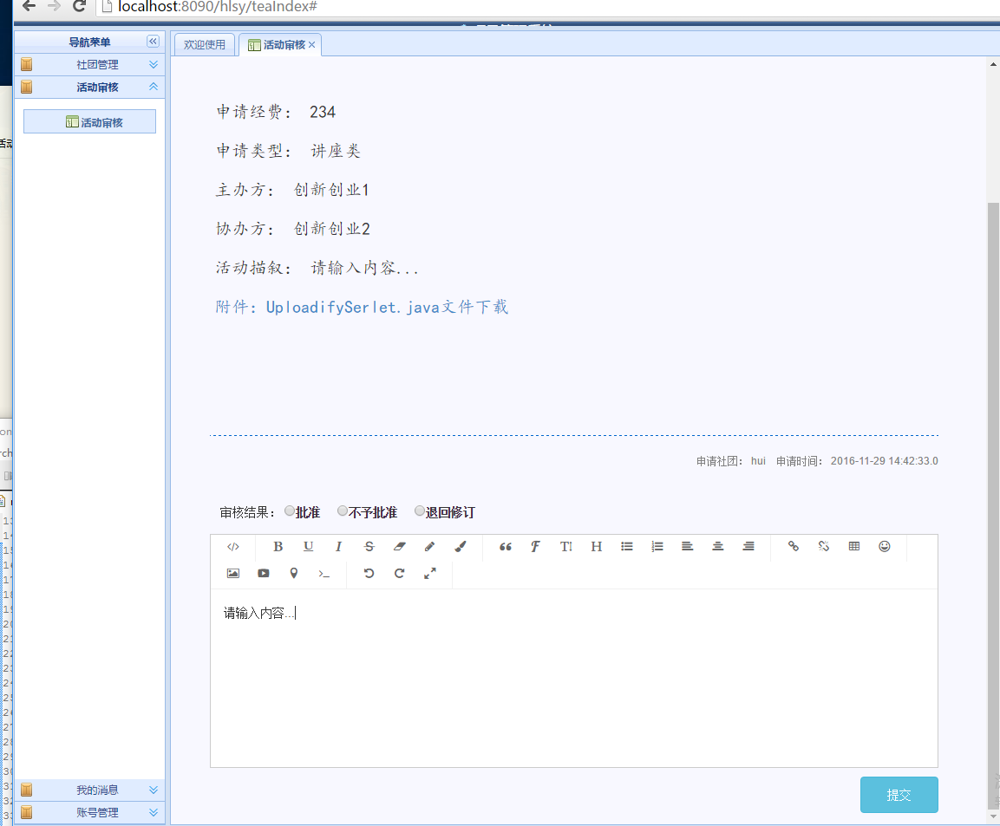 localhost:8090/hlsy/teaIndex#
导航菜单
欢迎使用
活动审核
社团管理
活动审核
活动审核
申请经费： 234
申请类型： 讲座类
主办方： 创新创业1
协办方： 创新创业2
活动描叙： 请输入内容...
附件：UploadifySerlet.java文件下载
申请社团： hui 申请时间： 2016-11-29 14:42:33.0
审核结果： 批准 不予批准 退回修订
请输入内容...
提交
我的消息
账号管理